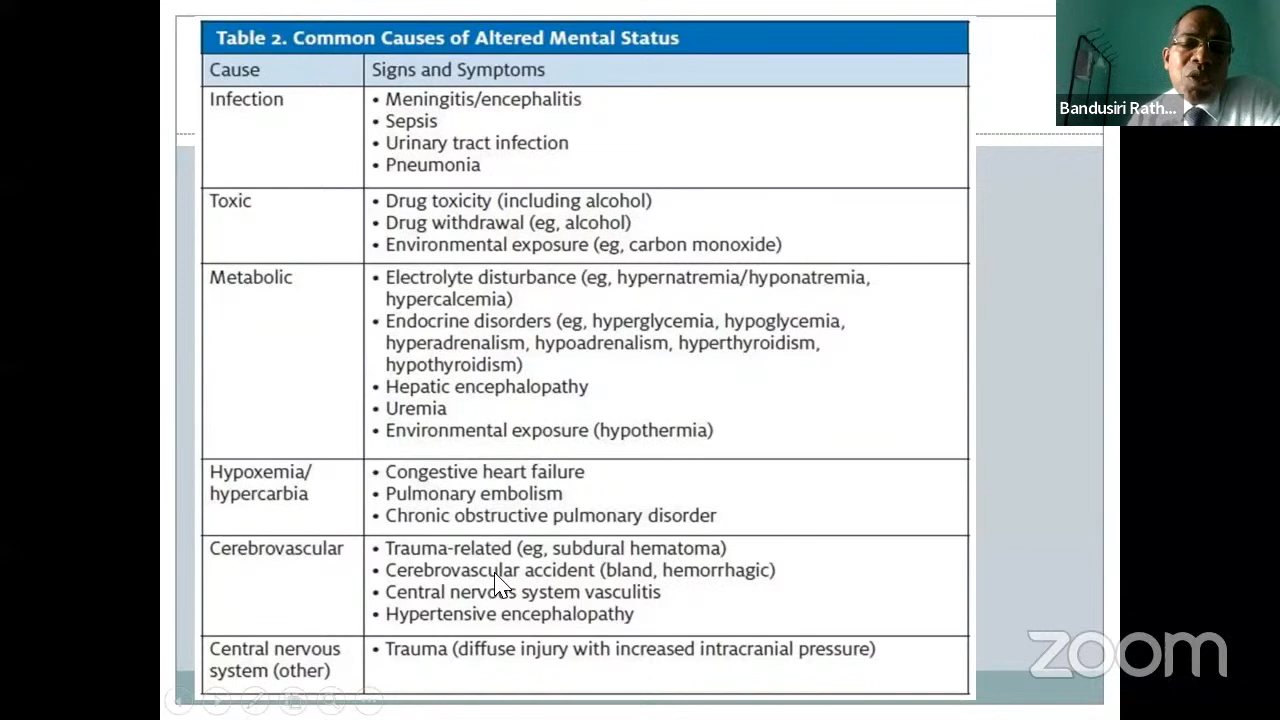 Table 2. Common Causes of Altered Mental Status
Cause
Signs and Symptoms
Infection
• Meningitis/encephalitis
• Sepsis
• Urinary tract infection
• Pneumonia
Toxic
• Drug toxicity (including alcohol)
• Drug withdrawal (eg, alcohol)
• Environmental exposure (eg, carbon monoxide)
Metabolic
• Electrolyte disturbance (eg, hypernatremia/hyponatremia,
hypercalcemia)
• Endocrine disorders (eg, hyperglycemia, hypoglycemia,
hyperadrenalism, hypoadrenalism, hyperthyroidism,
hypothyroidism)
• Hepatic encephalopathy
• Uremia
• Environmental exposure (hypothermia)
Hypoxemia/
hypercarbia
• Congestive heart failure
• Pulmonary embolism
• Chronic obstructive pulmonary disorder
Cerebrovascular
• Trauma-related (eg, subdural hematoma)
• Cerebrovascular accident (bland, hemorrhagic)
• Central nervous system vasculitis
• Hypertensive encephalopathy
Central nervous
system (other)
• Trauma (diffuse injury with increased intracranial pressure)
Bandusiri Rath...
zoom